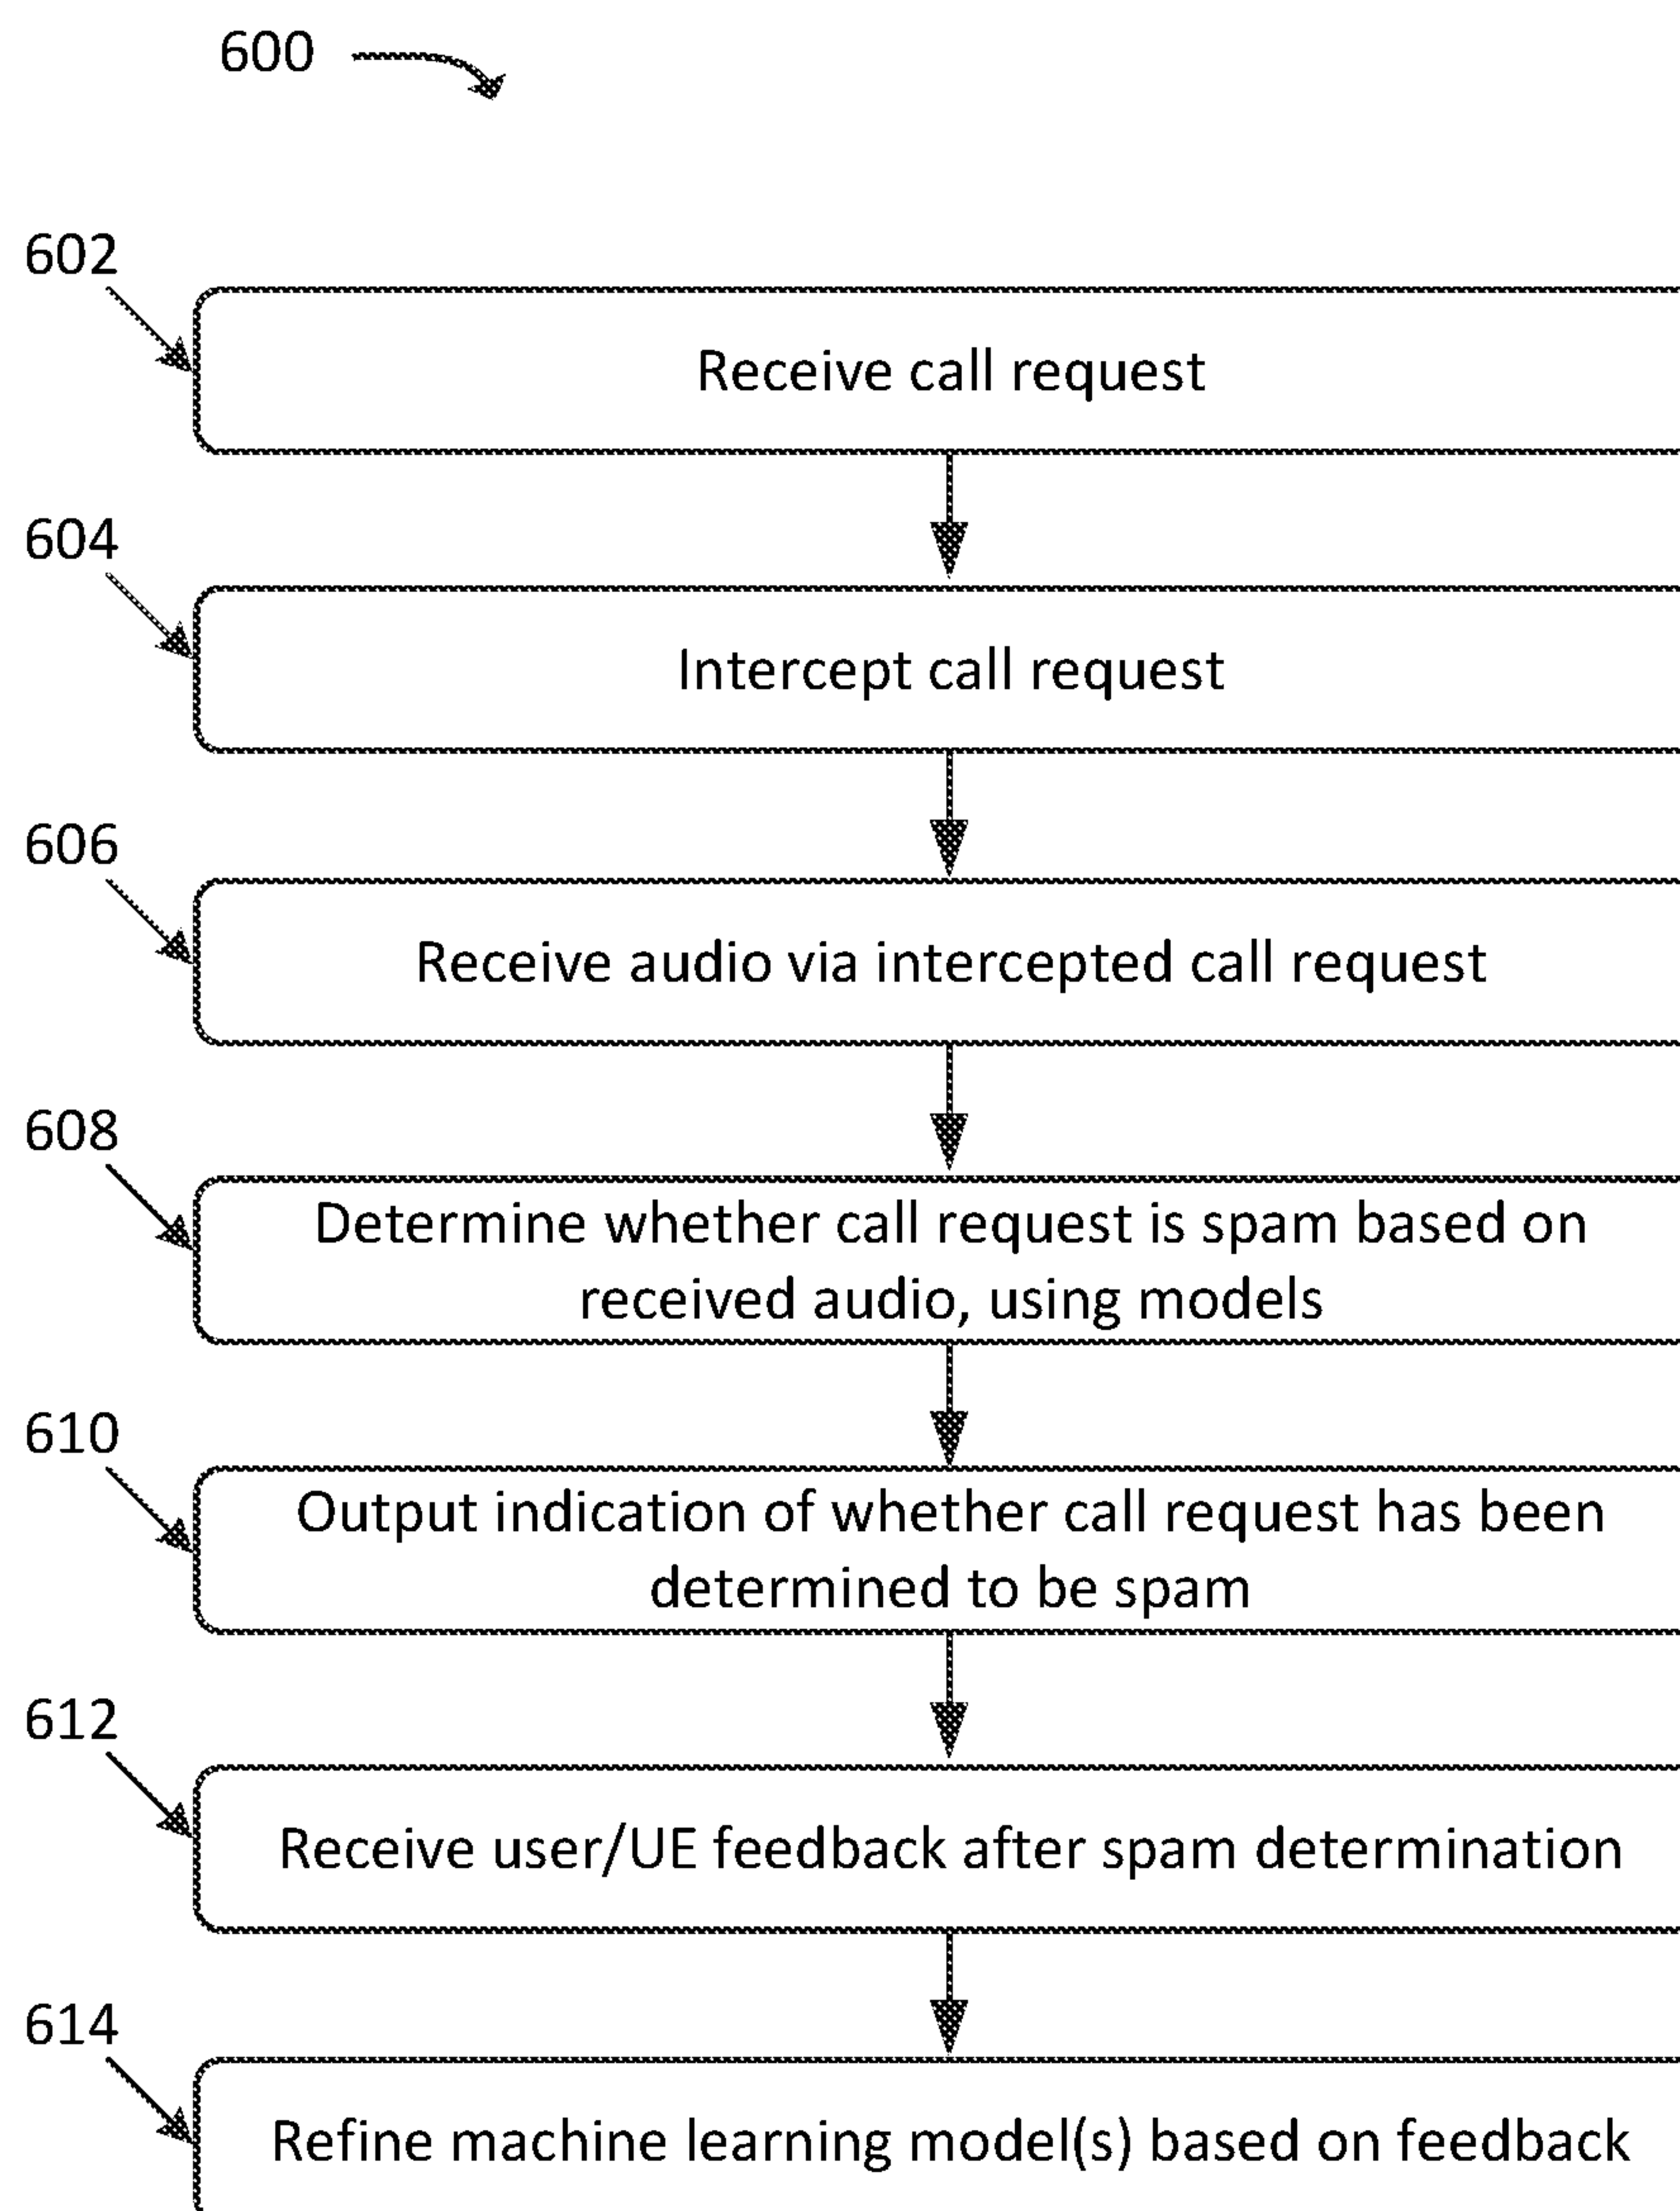 600
602
Receive call request
604
Intercept call request
606
Receive audio via intercepted call request
608
Determine whether call request is spam based on
received audio, using models
610
Output indication of whether call request has been
determined to be spam
612
Receive user/UE feedback after spam determination
614
Refine machine learning model(s) based on feedback